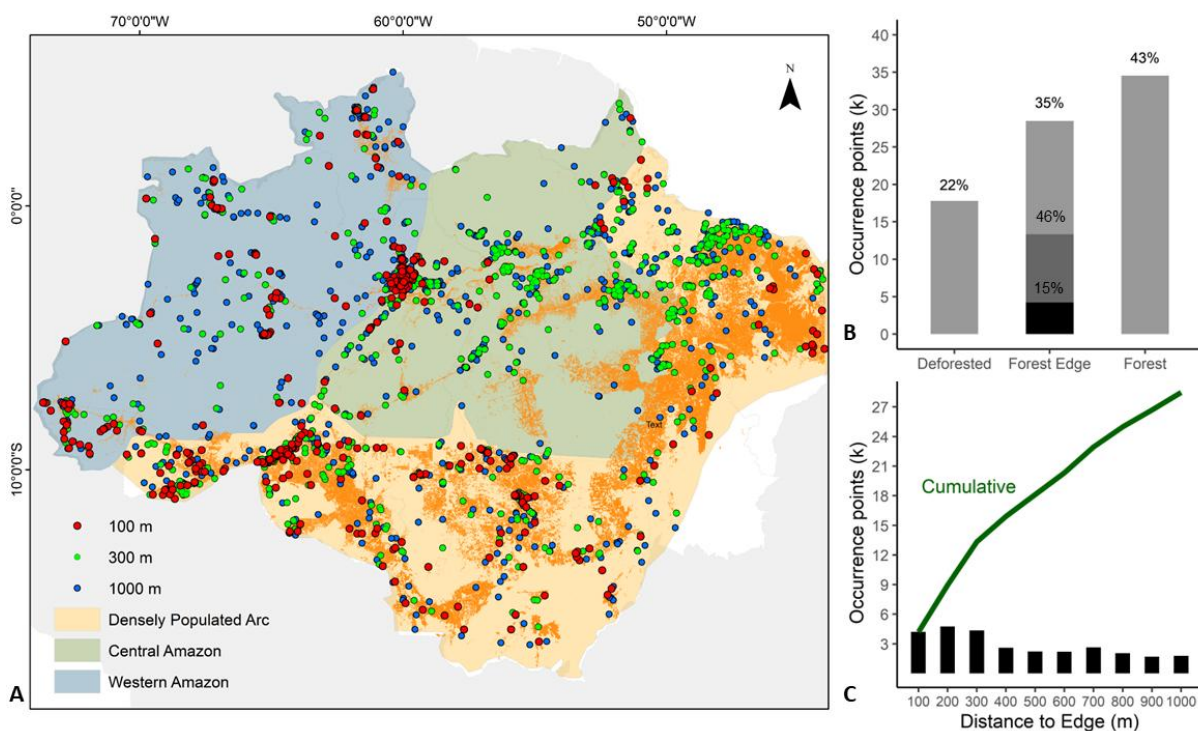 70°0'0"W 60°0'0"W 50°0'0"W
0°0'0"
10°0'0"S
N
Text
100 m
300 m
1000 m
Densely Populated Arc
Central Amazon
Western Amazon
A
Occurrence points (k)
40
35
30
25
20
15
10
5
0
22%
35%
46%
15%
43%
Deforested Forest Edge Forest
B
Occurrence points (k)
27
24
21
18
15
12
9
6
3
Cumulative
100 200 300 400 500 600 700 800 900 1000
Distance to Edge (m)
C